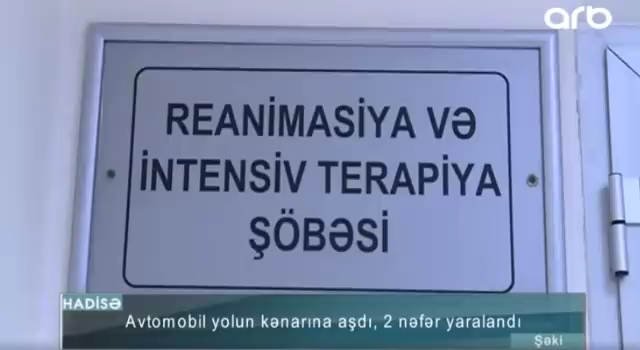 arb
REANİMASİYA VƏ
İNTENSİV TERAPİYA
ŞÖBƏSİ
HADİSƏ
Avtomobil yolun kənarına aşdı, 2 nəfər yaralandı
Şəki